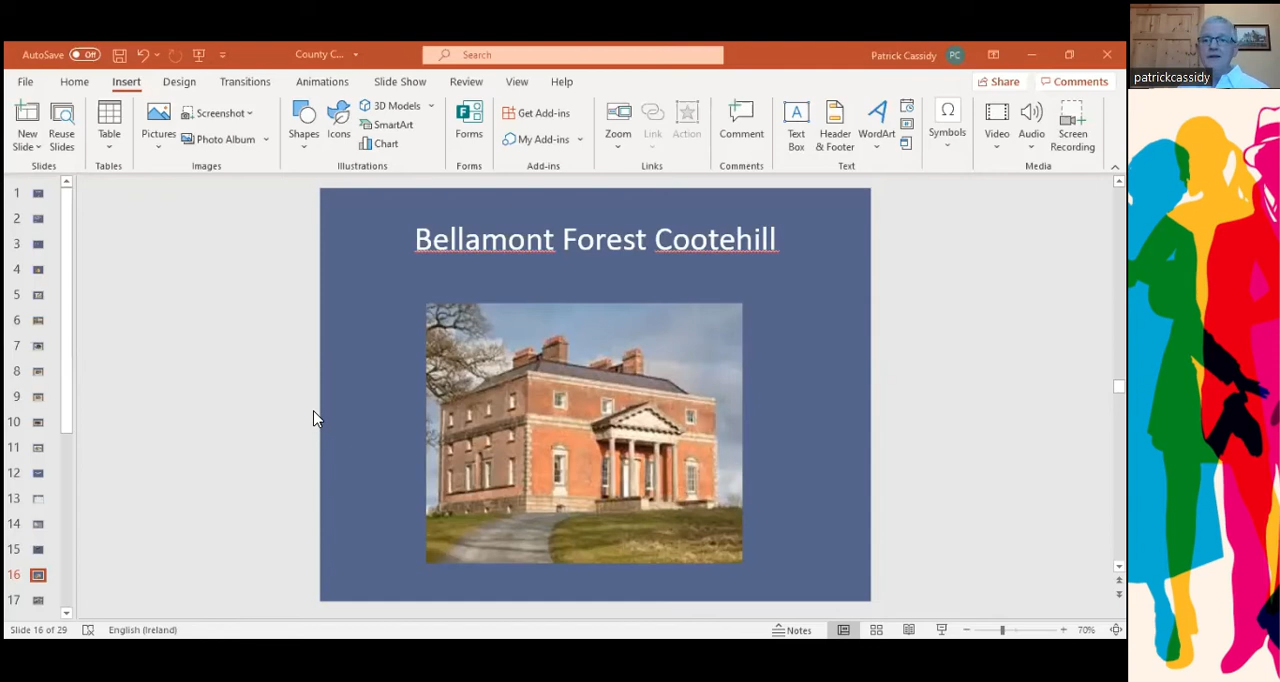 AutoSave Off
County C...
Search
Patrick Cassidy PC
patrickcassidy
File Home Insert Design Transitions Animations Slide Show Review View Help
Share Comments
New Slide
Reuse Slides
Table
Pictures
Screenshot
Photo Album
Shapes
Icons
3D Models
SmartArt
Chart
Forms
Get Add-ins
My Add-ins
Zoom
Link
Action
Comment
Text Box
Header & Footer
WordArt
Ω
Symbols
Video
Audio
Screen Recording
Slides Tables Images Illustrations Forms Add-ins Links Comments Text Media
1
2
3
4
5
6
7
8
9
10
11
12
13
14
15
16
17
Bellamont Forest Cootehill
Slide 16 of 29 English (Ireland) Notes 70%